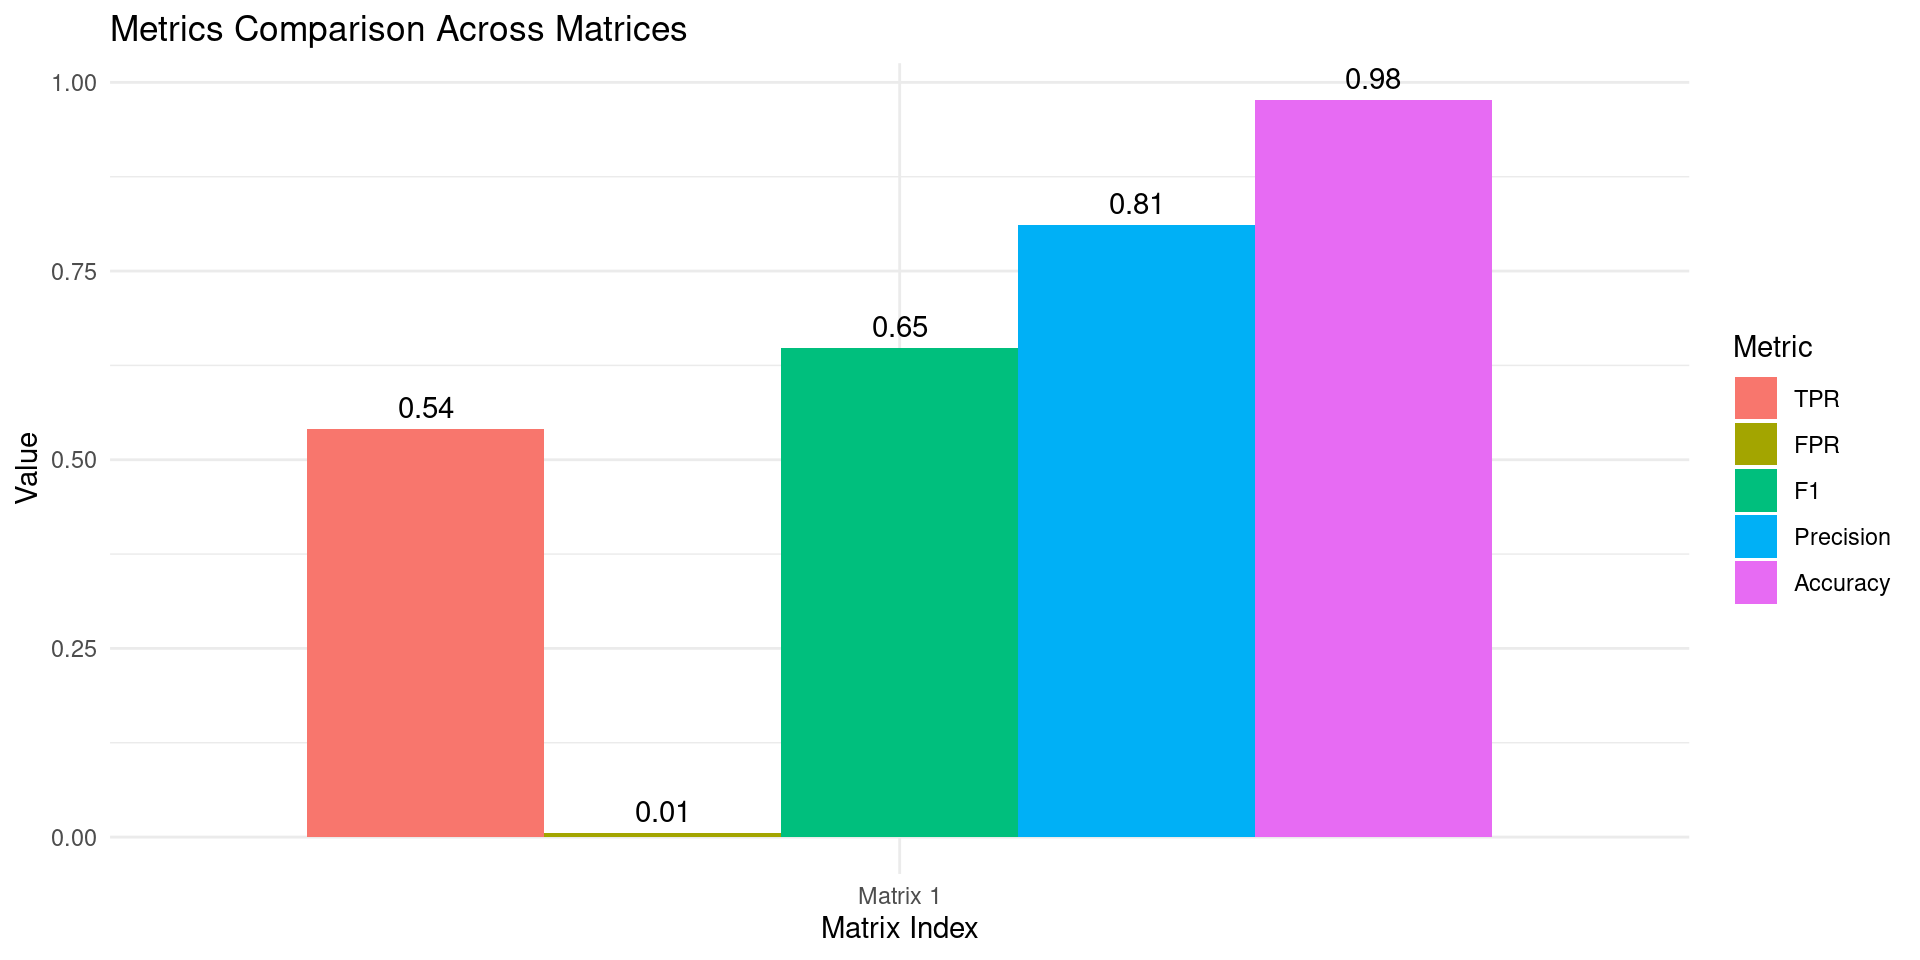 Metrics Comparison Across Matrices
1.00
0.75
0.50
0.25
0.00
Value
0.54
0.01
0.65
0.81
0.98
Matrix 1
Matrix Index
Metric
TPR
FPR
F1
Precision
Accuracy